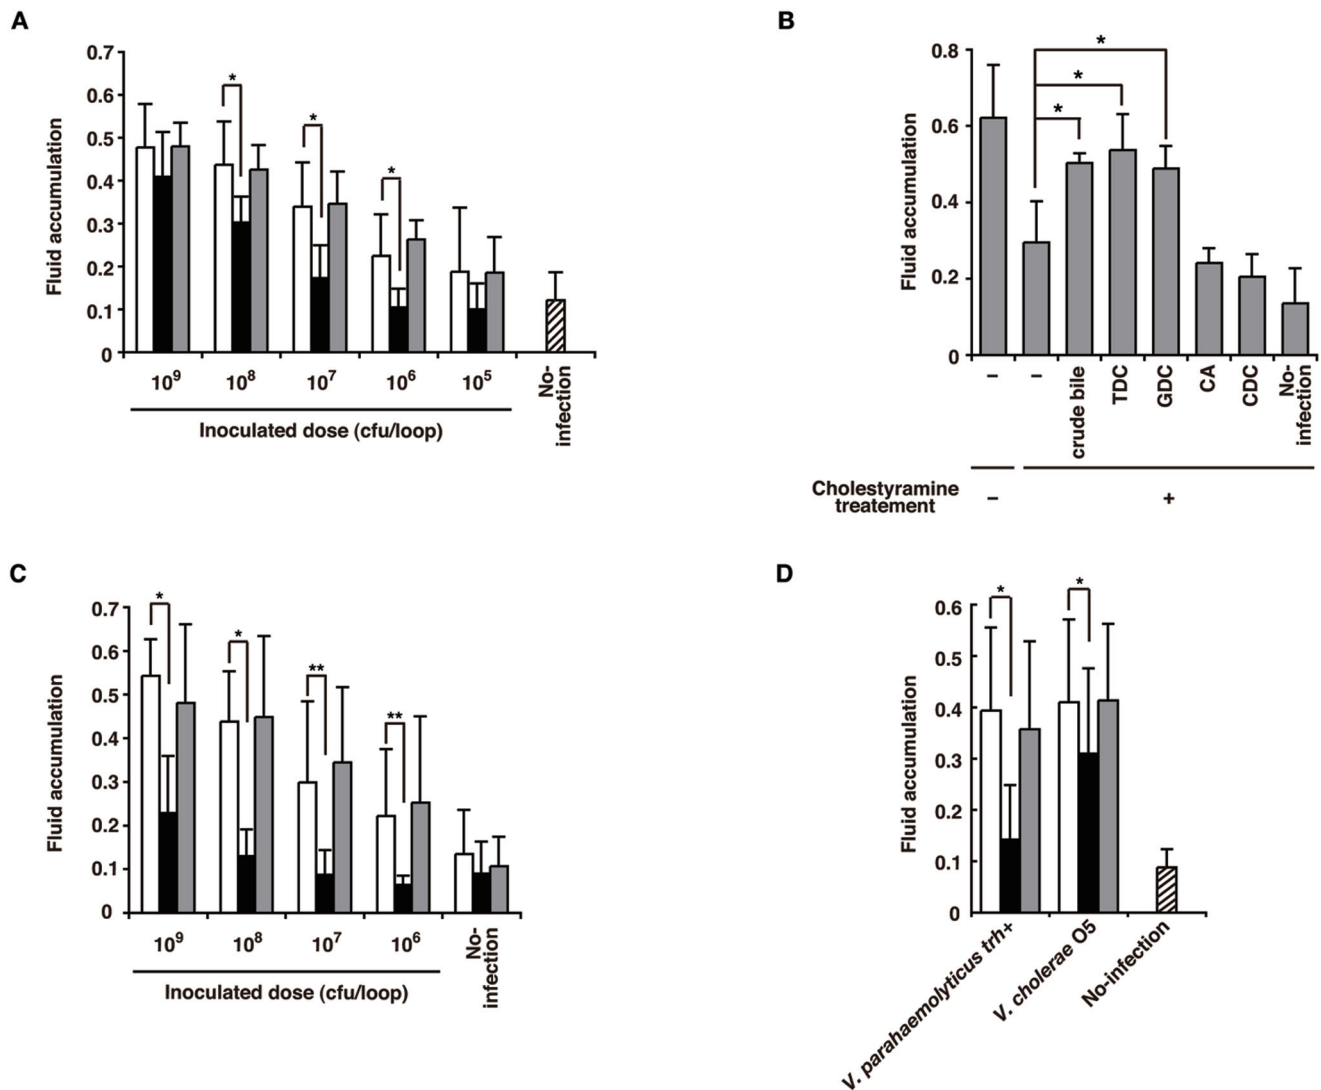 A
Fluid accumulation
0.7
0.6
0.5
0.4
0.3
0.2
0.1
0
*
*
*
10⁹
10⁸
10⁷
10⁶
10⁵
No-
infection
Inoculated dose (cfu/loop)
B
Fluid accumulation
0.8
0.6
0.4
0.2
0
*
*
*
–
–
crude bile
TDC
GDC
CA
CDC
No-
infection
Cholestyramine
treatement
–
+
C
Fluid accumulation
0.7
0.6
0.5
0.4
0.3
0.2
0.1
0
*
*
**
**
10⁹
10⁸
10⁷
10⁶
No-
infection
Inoculated dose (cfu/loop)
D
Fluid accumulation
0.6
0.5
0.4
0.3
0.2
0.1
0
*
*
V. parahaemolyticus trh+
V. cholerae O5
No-infection